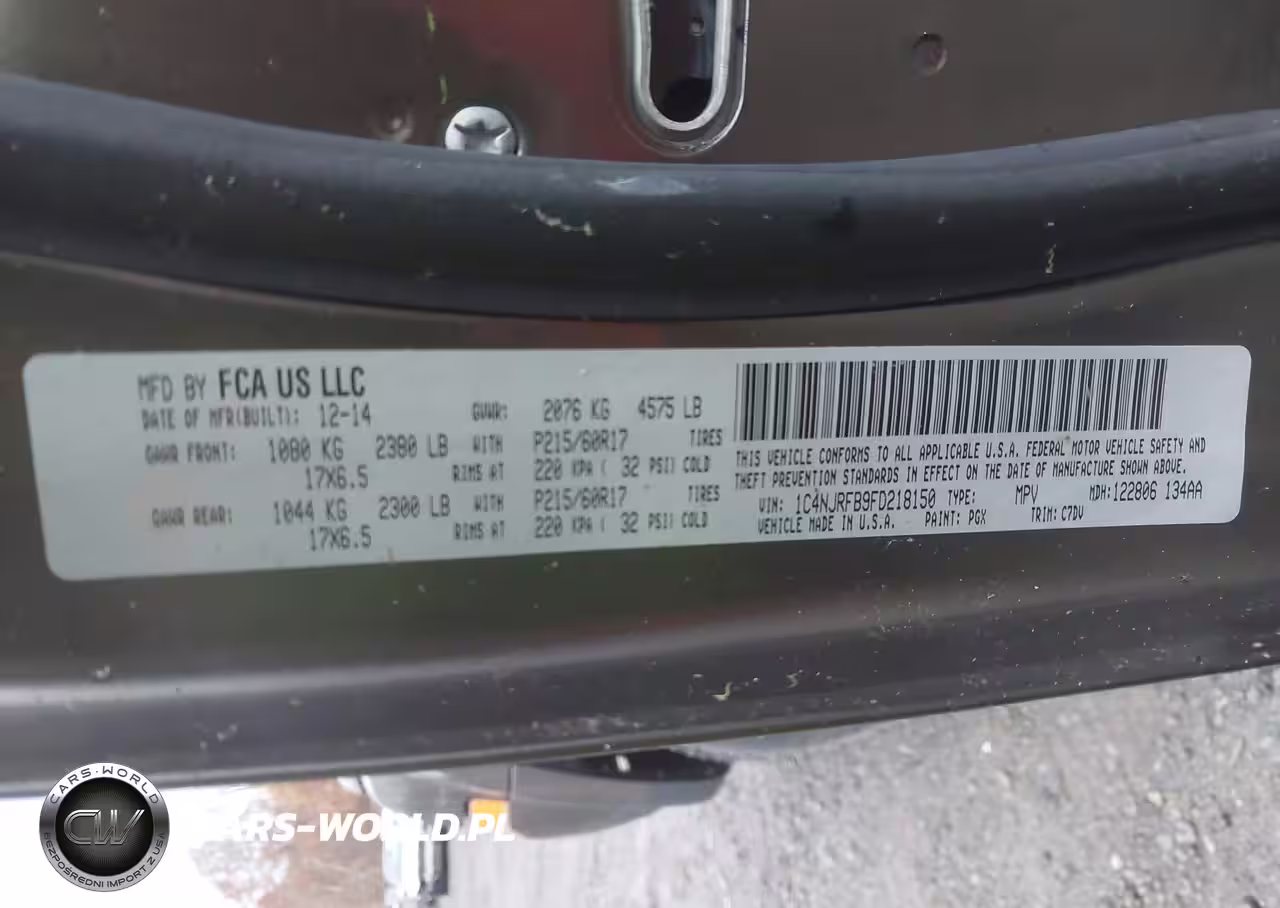 MFD BY FCA US LLC
DATE OF MFR(BUILT): 12-14 GVWR: 2076 KG 4575 LB
GAWR FRONT: 1080 KG 2380 LB WITH P215/60R17 TIRES
17X6.5 RIMS AT 220 KPA ( 32 PSI) COLD
GAWR REAR: 1044 KG 2300 LB WITH P215/60R17 TIRES
17X6.5 RIMS AT 220 KPA ( 32 PSI) COLD
THIS VEHICLE CONFORMS TO ALL APPLICABLE U.S.A. FEDERAL MOTOR VEHICLE SAFETY AND
THEFT PREVENTION STANDARDS IN EFFECT ON THE DATE OF MANUFACTURE SHOWN ABOVE.
VIN: 1C4NJRFB9FD218150 TYPE: MPV MDH:122806 134AA
VEHICLE MADE IN U.S.A. PAINT: PGX TRIM: C7DV
CARS-WORLD
CW
BEZPOŚREDNI IMPORT Z USA
CARS-WORLD.PL